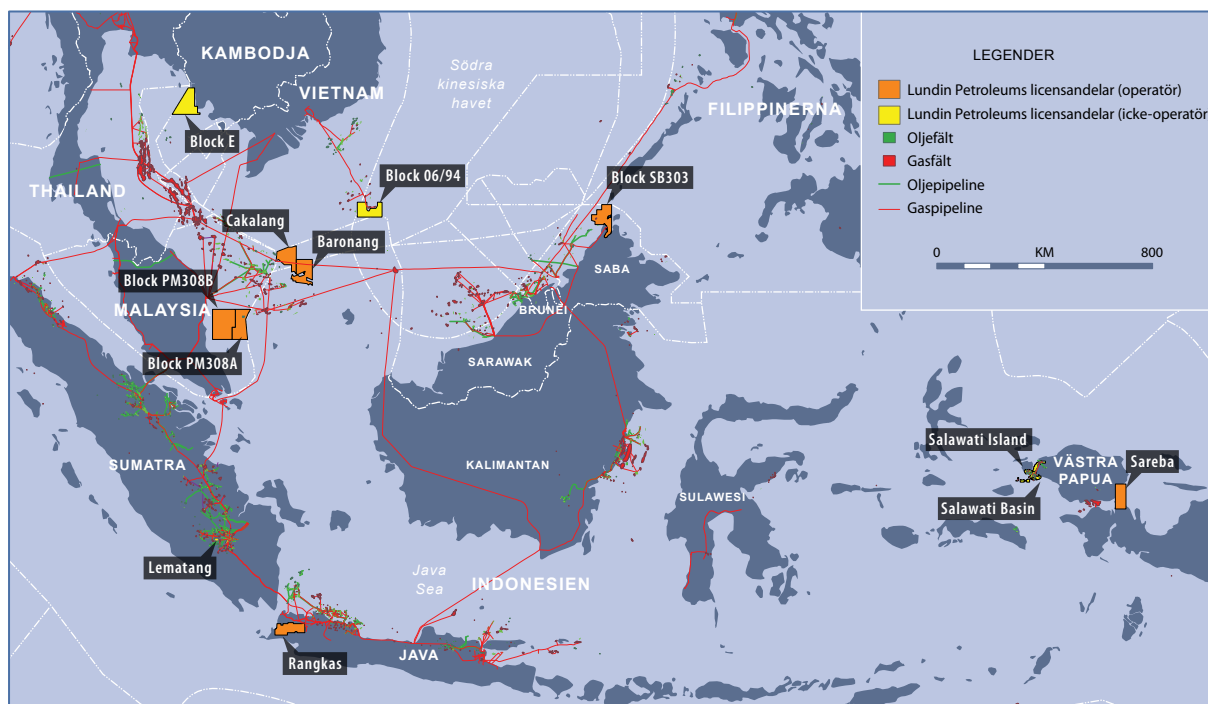 KAMBODJA
VIETNAM
Södra
kinesiska
havet
FILIPPINERNA
Block E
THAILAND
Block 06/94
Block SB303
Cakalang
Baronang
SABA
Block PM308B
MALAYSIA
BRUNEI
Block PM308A
SARAWAK
SUMATRA
KALIMANTAN
SULAWESI
Salawati Island
VÄSTRA
PAPUA
Sareba
Salawati Basin
Lematang
Java
Sea
INDONESIEN
Rangkas
JAVA
LEGENDER
Lundin Petroleums licensandelar (operatör)
Lundin Petroleums licensandelar (icke-operatör
Oljefält
Gasfält
Oljepipeline
Gaspipeline
0 KM 800